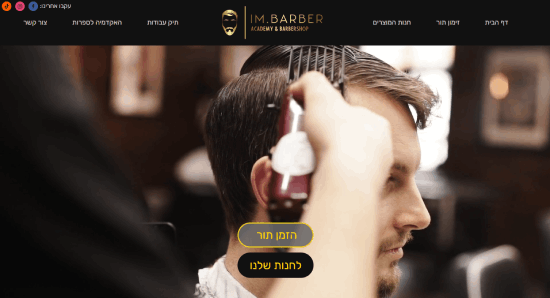 עקבו אחרינו:
דף הבית
זימון תור
חנות המוצרים
IM.BARBER
ACADEMY & BARBERSHOP
תיק עבודות
האקדמיה לספרות
צור קשר
הזמן תור
לחנות שלנו